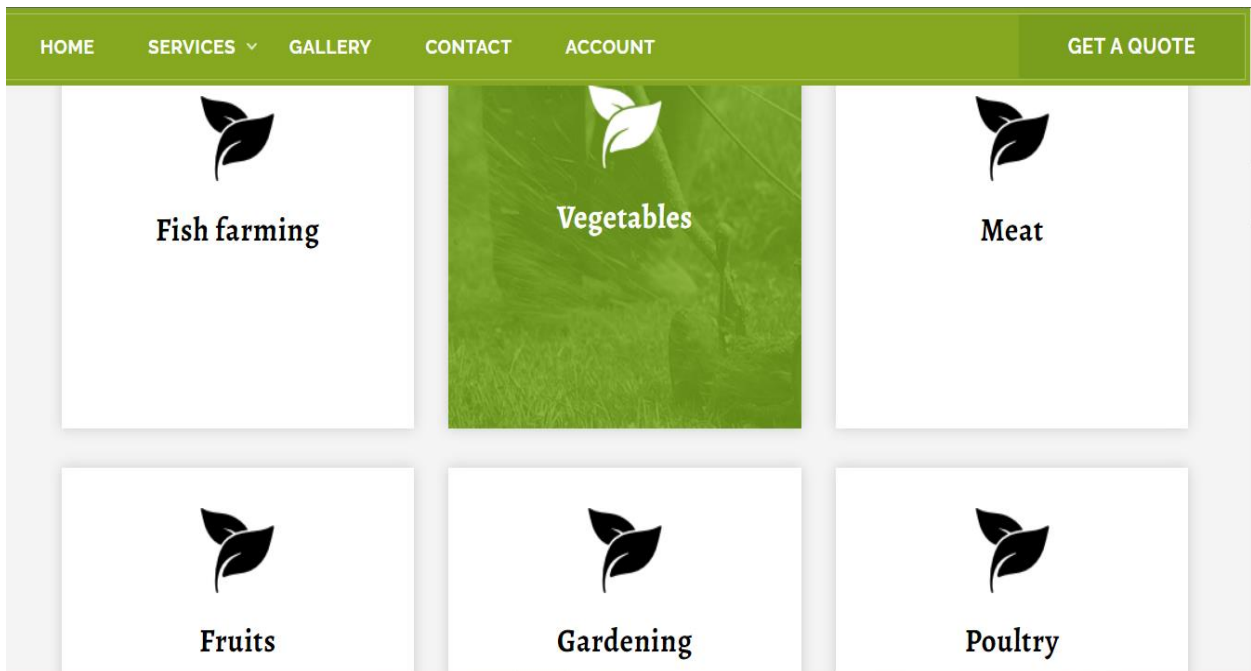 HOME SERVICES GALLERY CONTACT ACCOUNT GET A QUOTE
Fish farming Vegetables Meat
Fruits Gardening Poultry